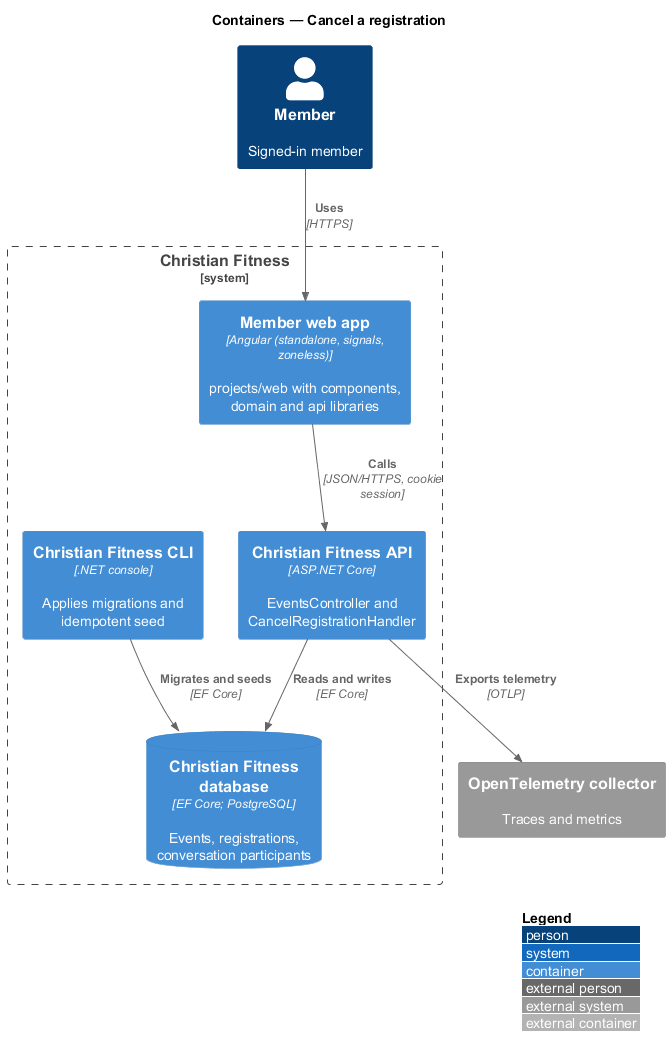 Containers — Cancel a registration
Member
Signed-in member
Uses
[HTTPS]
Christian Fitness
[system]
Member web app
[Angular (standalone, signals,
zoneless)]
projects/web with components,
domain and api libraries
Calls
[JSON/HTTPS, cookie
session]
Christian Fitness CLI
[.NET console]
Applies migrations and
idempotent seed
Christian Fitness API
[ASP.NET Core]
EventsController and
CancelRegistrationHandler
Migrates and seeds
[EF Core]
Reads and writes
[EF Core]
Exports telemetry
[OTLP]
Christian Fitness
database
[EF Core; PostgreSQL]
Events, registrations,
conversation participants
OpenTelemetry collector
Traces and metrics
Legend
person
system
container
external person
external system
external container